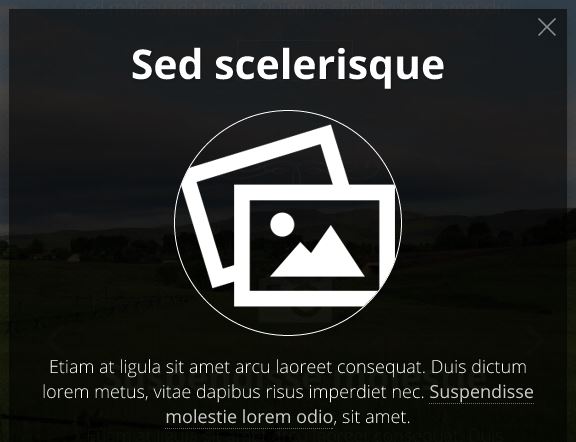 Sed scelerisque
Etiam at ligula sit amet arcu laoreet consequat. Duis dictum
lorem metus, vitae dapibus risus imperdiet nec. Suspendisse
molestie lorem odio, sit amet.